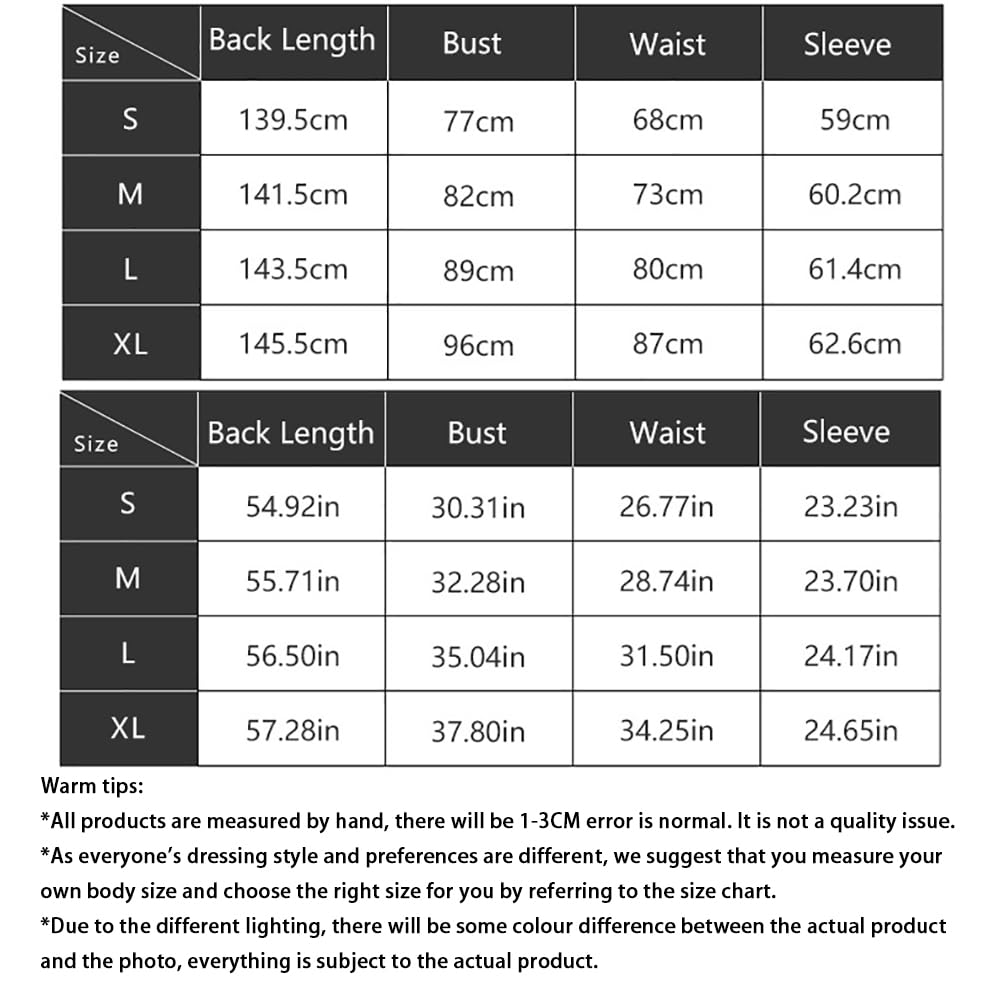 Size Back Length Bust Waist Sleeve
S 139.5cm 77cm 68cm 59cm
M 141.5cm 82cm 73cm 60.2cm
L 143.5cm 89cm 80cm 61.4cm
XL 145.5cm 96cm 87cm 62.6cm
Size Back Length Bust Waist Sleeve
S 54.92in 30.31in 26.77in 23.23in
M 55.71in 32.28in 28.74in 23.70in
L 56.50in 35.04in 31.50in 24.17in
XL 57.28in 37.80in 34.25in 24.65in
Warm tips:
*All products are measured by hand, there will be 1-3CM error is normal. It is not a quality issue.
*As everyone’s dressing style and preferences are different, we suggest that you measure your
own body size and choose the right size for you by referring to the size chart.
*Due to the different lighting, there will be some colour difference between the actual product
and the photo, everything is subject to the actual product.